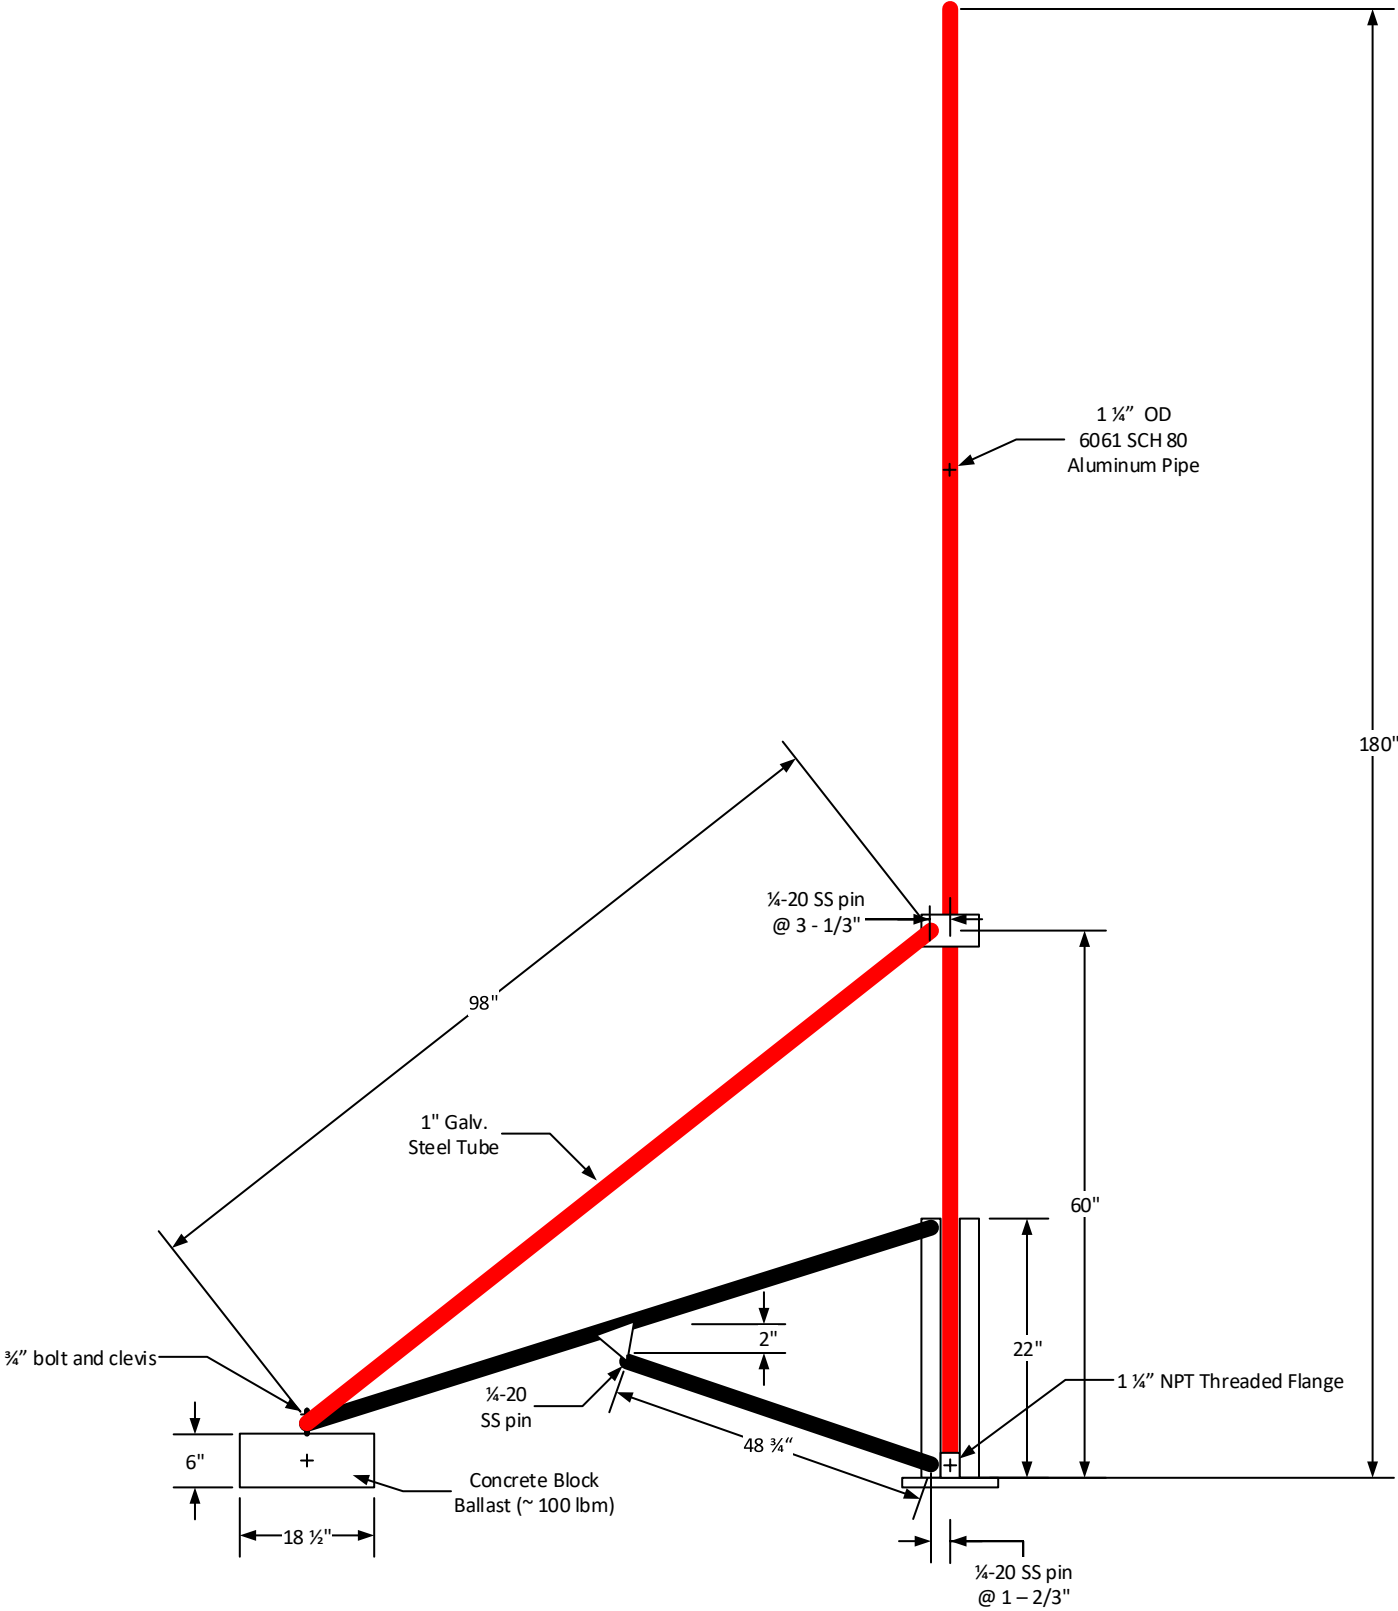 1 ¼” OD
6061 SCH 80
Aluminum Pipe
180"
¼-20 SS pin
@ 3 - 1/3"
98"
1" Galv.
Steel Tube
60"
2"
22"
¾” bolt and clevis
¼-20
SS pin
1 ¼” NPT Threaded Flange
48 ¾“
6"
Concrete Block
Ballast (~ 100 lbm)
18 ½"
¼-20 SS pin
@ 1 – 2/3"